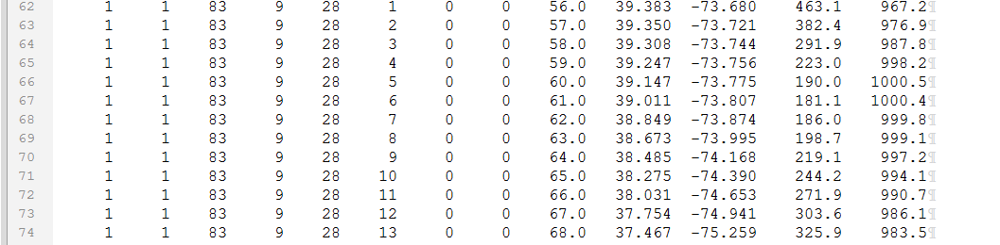 62 1 1 83 9 28 1 0 0 56.0 39.383 -73.680 463.1 967.2¶
63 1 1 83 9 28 2 0 0 57.0 39.350 -73.721 382.4 976.9¶
64 1 1 83 9 28 3 0 0 58.0 39.308 -73.744 291.9 987.8¶
65 1 1 83 9 28 4 0 0 59.0 39.247 -73.756 223.0 998.2¶
66 1 1 83 9 28 5 0 0 60.0 39.147 -73.775 190.0 1000.5¶
67 1 1 83 9 28 6 0 0 61.0 39.011 -73.807 181.1 1000.4¶
68 1 1 83 9 28 7 0 0 62.0 38.849 -73.874 186.0 999.8¶
69 1 1 83 9 28 8 0 0 63.0 38.673 -73.995 198.7 999.1¶
70 1 1 83 9 28 9 0 0 64.0 38.485 -74.168 219.1 997.2¶
71 1 1 83 9 28 10 0 0 65.0 38.275 -74.390 244.2 994.1¶
72 1 1 83 9 28 11 0 0 66.0 38.031 -74.653 271.9 990.7¶
73 1 1 83 9 28 12 0 0 67.0 37.754 -74.941 303.6 986.1¶
74 1 1 83 9 28 13 0 0 68.0 37.467 -75.259 325.9 983.5¶